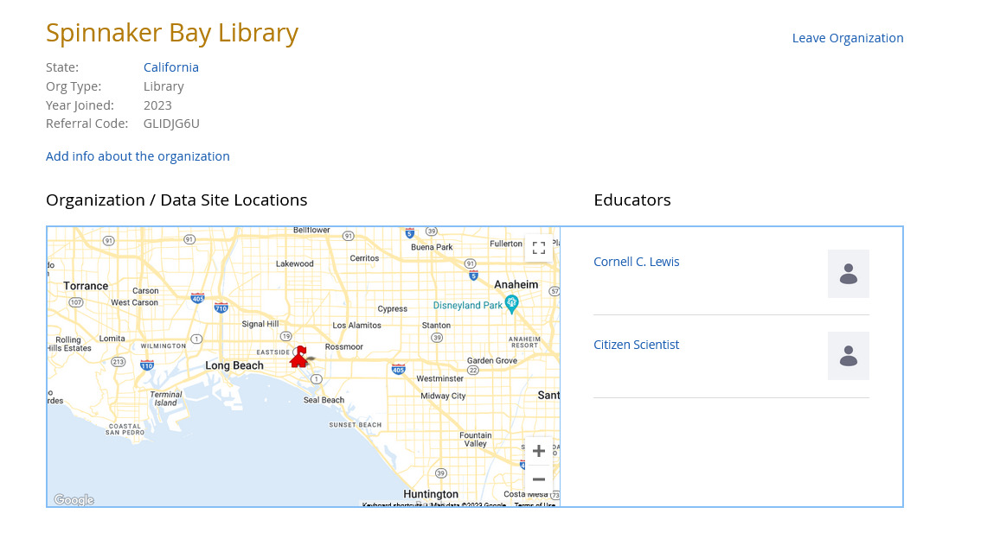 Spinnaker Bay Library
Leave Organization
State: California
Org Type: Library
Year Joined: 2023
Referral Code: GLIDJG6U
Add info about the organization
Organization / Data Site Locations
Educators
Bellflower
91
91
91
5
39
Buena Park
Fullerton
Lakewood
Cerritos
91
5
Torrance
Carson
Anaheim
57
107
West Carson
405
710
Cypress
Disneyland Park
Signal Hill
Los Alamitos
Stanton
Rolling
Hills Estates
Lomita
1
19
39
ANAHEIM
RESORT
WILMINGTON
EASTSIDE
Rossmoor
213
110
Long Beach
Garden Grove
22
405
1
Westminster
Terminal
Island
Seal Beach
Midway City
Sant
COASTAL
SAN PEDRO
SUNSET BEACH
Fountain
Valley
39
Huntington
Costa Mesa
73
Google
Keyboard shortcuts
Map data ©2023 Google
Terms of Use
Cornell C. Lewis
Citizen Scientist